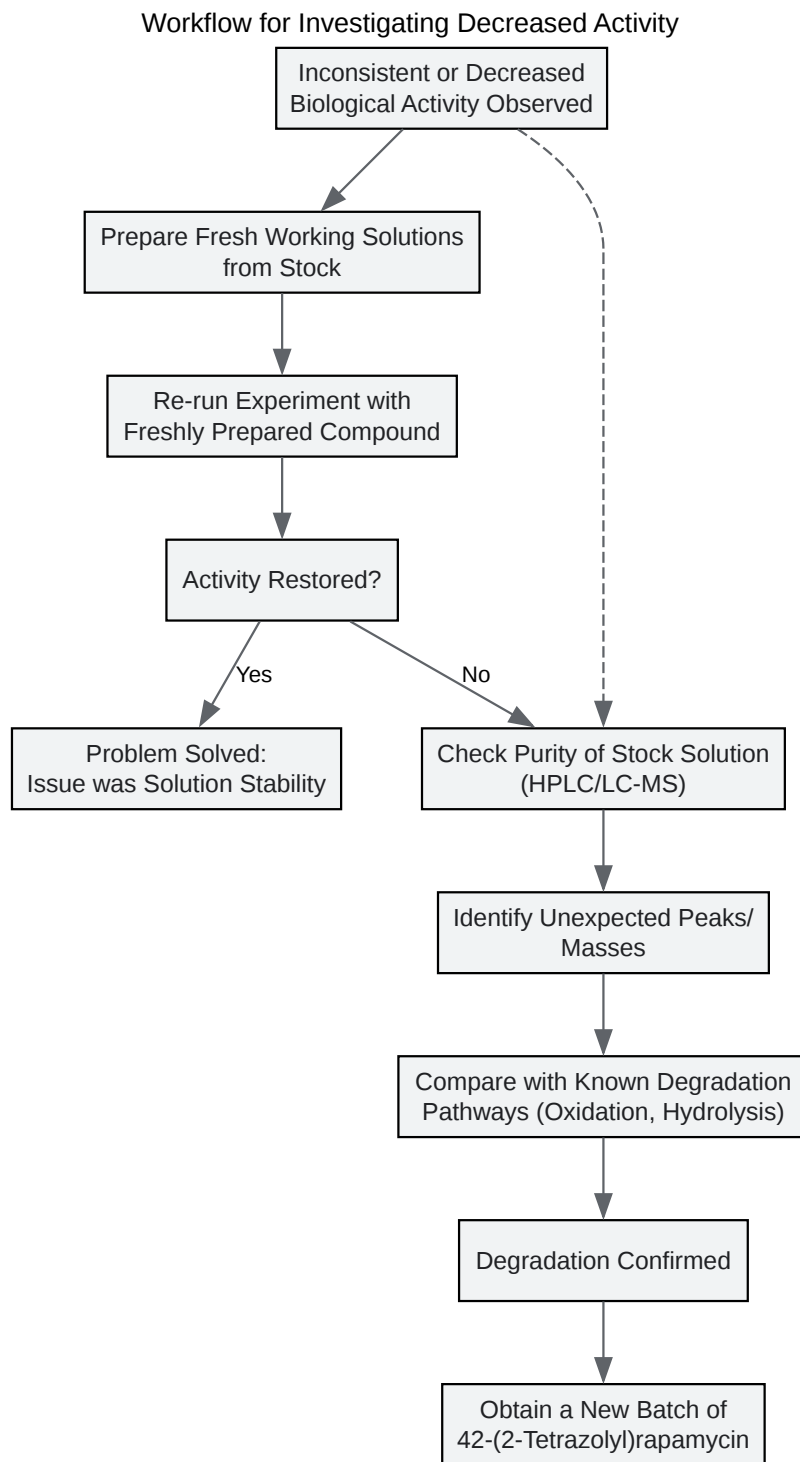 Workflow for Investigating Decreased Activity
Inconsistent or Decreased
Biological Activity Observed
Prepare Fresh Working Solutions
from Stock
Re-run Experiment with
Freshly Prepared Compound
Activity Restored?
Yes
No
Problem Solved:
Issue was Solution Stability
Check Purity of Stock Solution
(HPLC/LC-MS)
Identify Unexpected Peaks/
Masses
Compare with Known Degradation
Pathways (Oxidation, Hydrolysis)
Degradation Confirmed
Obtain a New Batch of
42-(2-Tetrazolyl)rapamycin